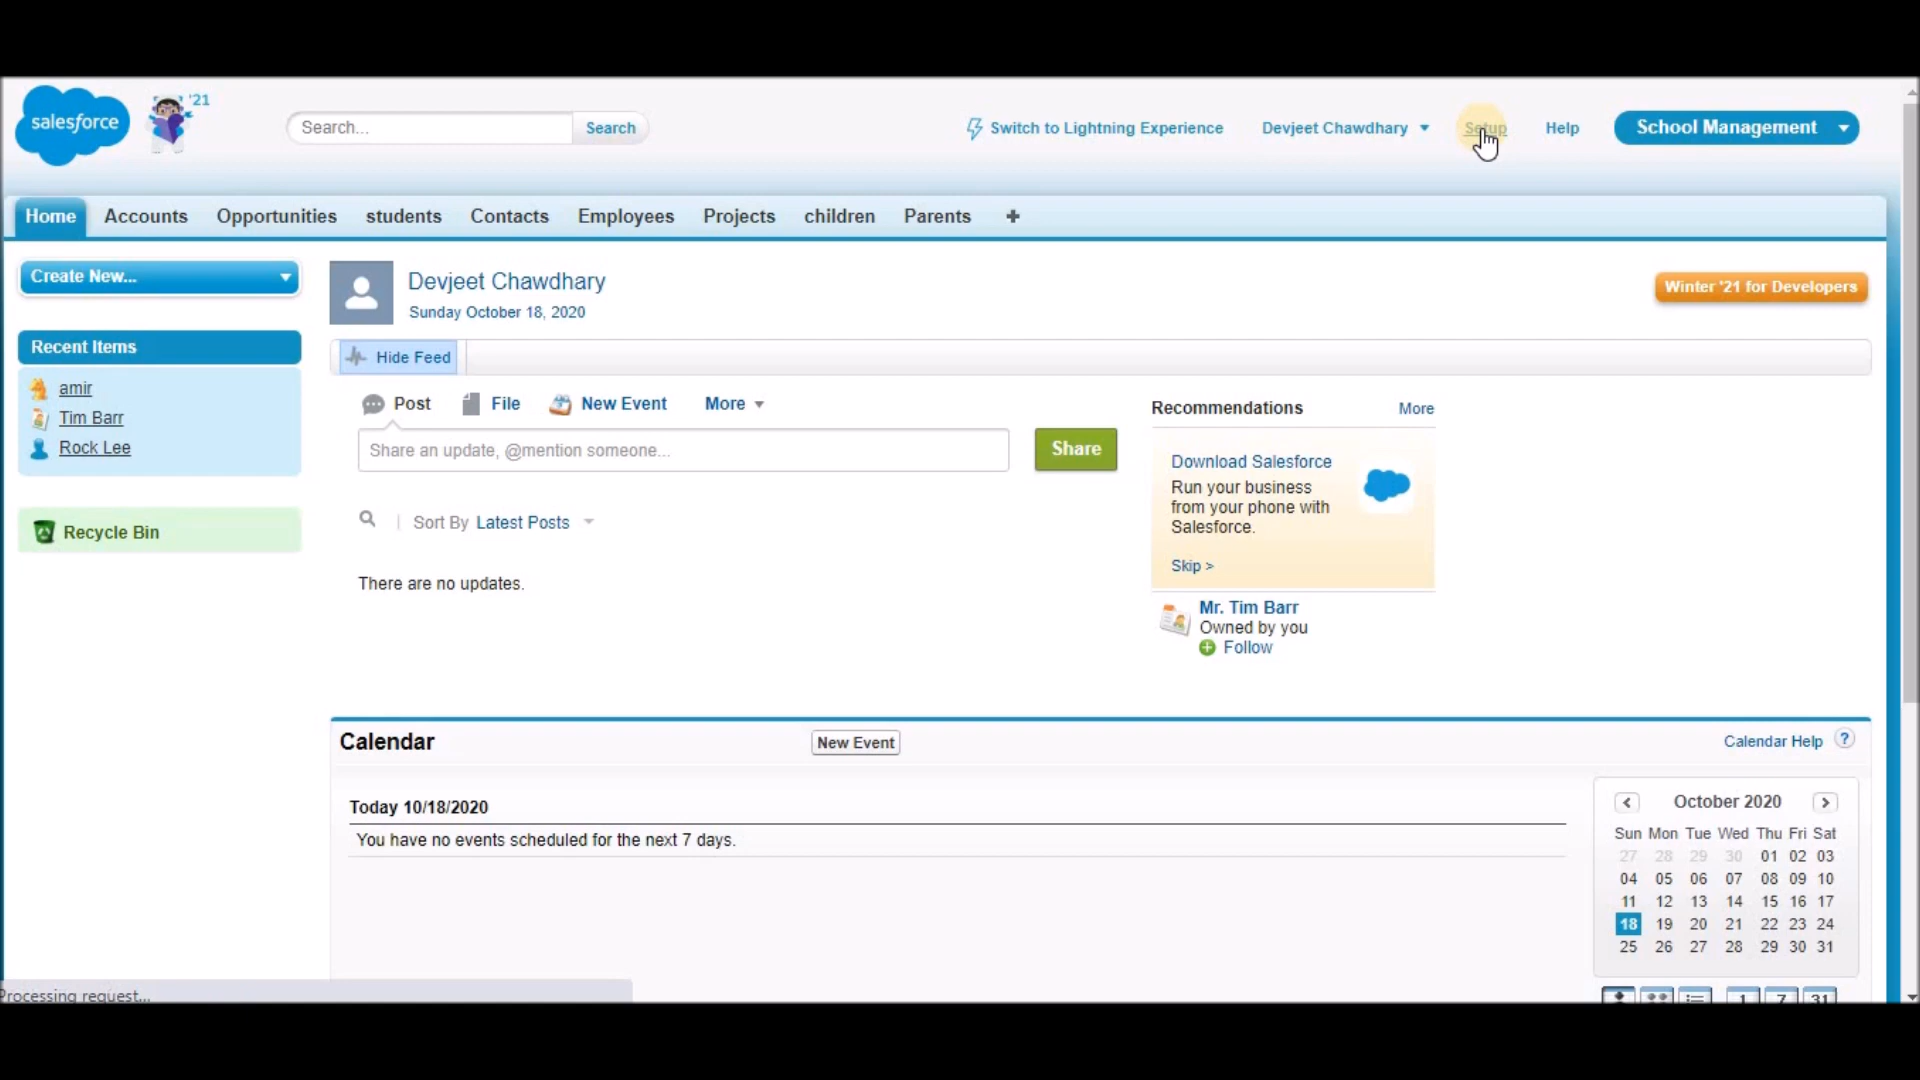 salesforce
'21
Search...
Search
Switch to Lightning Experience
Devjeet Chawdhary
Setup
Help
School Management
Home
Accounts
Opportunities
students
Contacts
Employees
Projects
children
Parents
+
Create New...
Recent Items
amir
Tim Barr
Rock Lee
Recycle Bin
Devjeet Chawdhary
Sunday October 18, 2020
Winter '21 for Developers
Hide Feed
Post
File
New Event
More
Share an update, @mention someone...
Share
Sort By Latest Posts
There are no updates.
Recommendations
More
Download Salesforce
Run your business
from your phone with
Salesforce.
Skip >
Mr. Tim Barr
Owned by you
Follow
Calendar
New Event
Calendar Help ?
Today 10/18/2020
You have no events scheduled for the next 7 days.
< October 2020 >
Sun Mon Tue Wed Thu Fri Sat
27 28 29 30 01 02 03
04 05 06 07 08 09 10
11 12 13 14 15 16 17
18 19 20 21 22 23 24
25 26 27 28 29 30 31
1 7 31
Processing request...